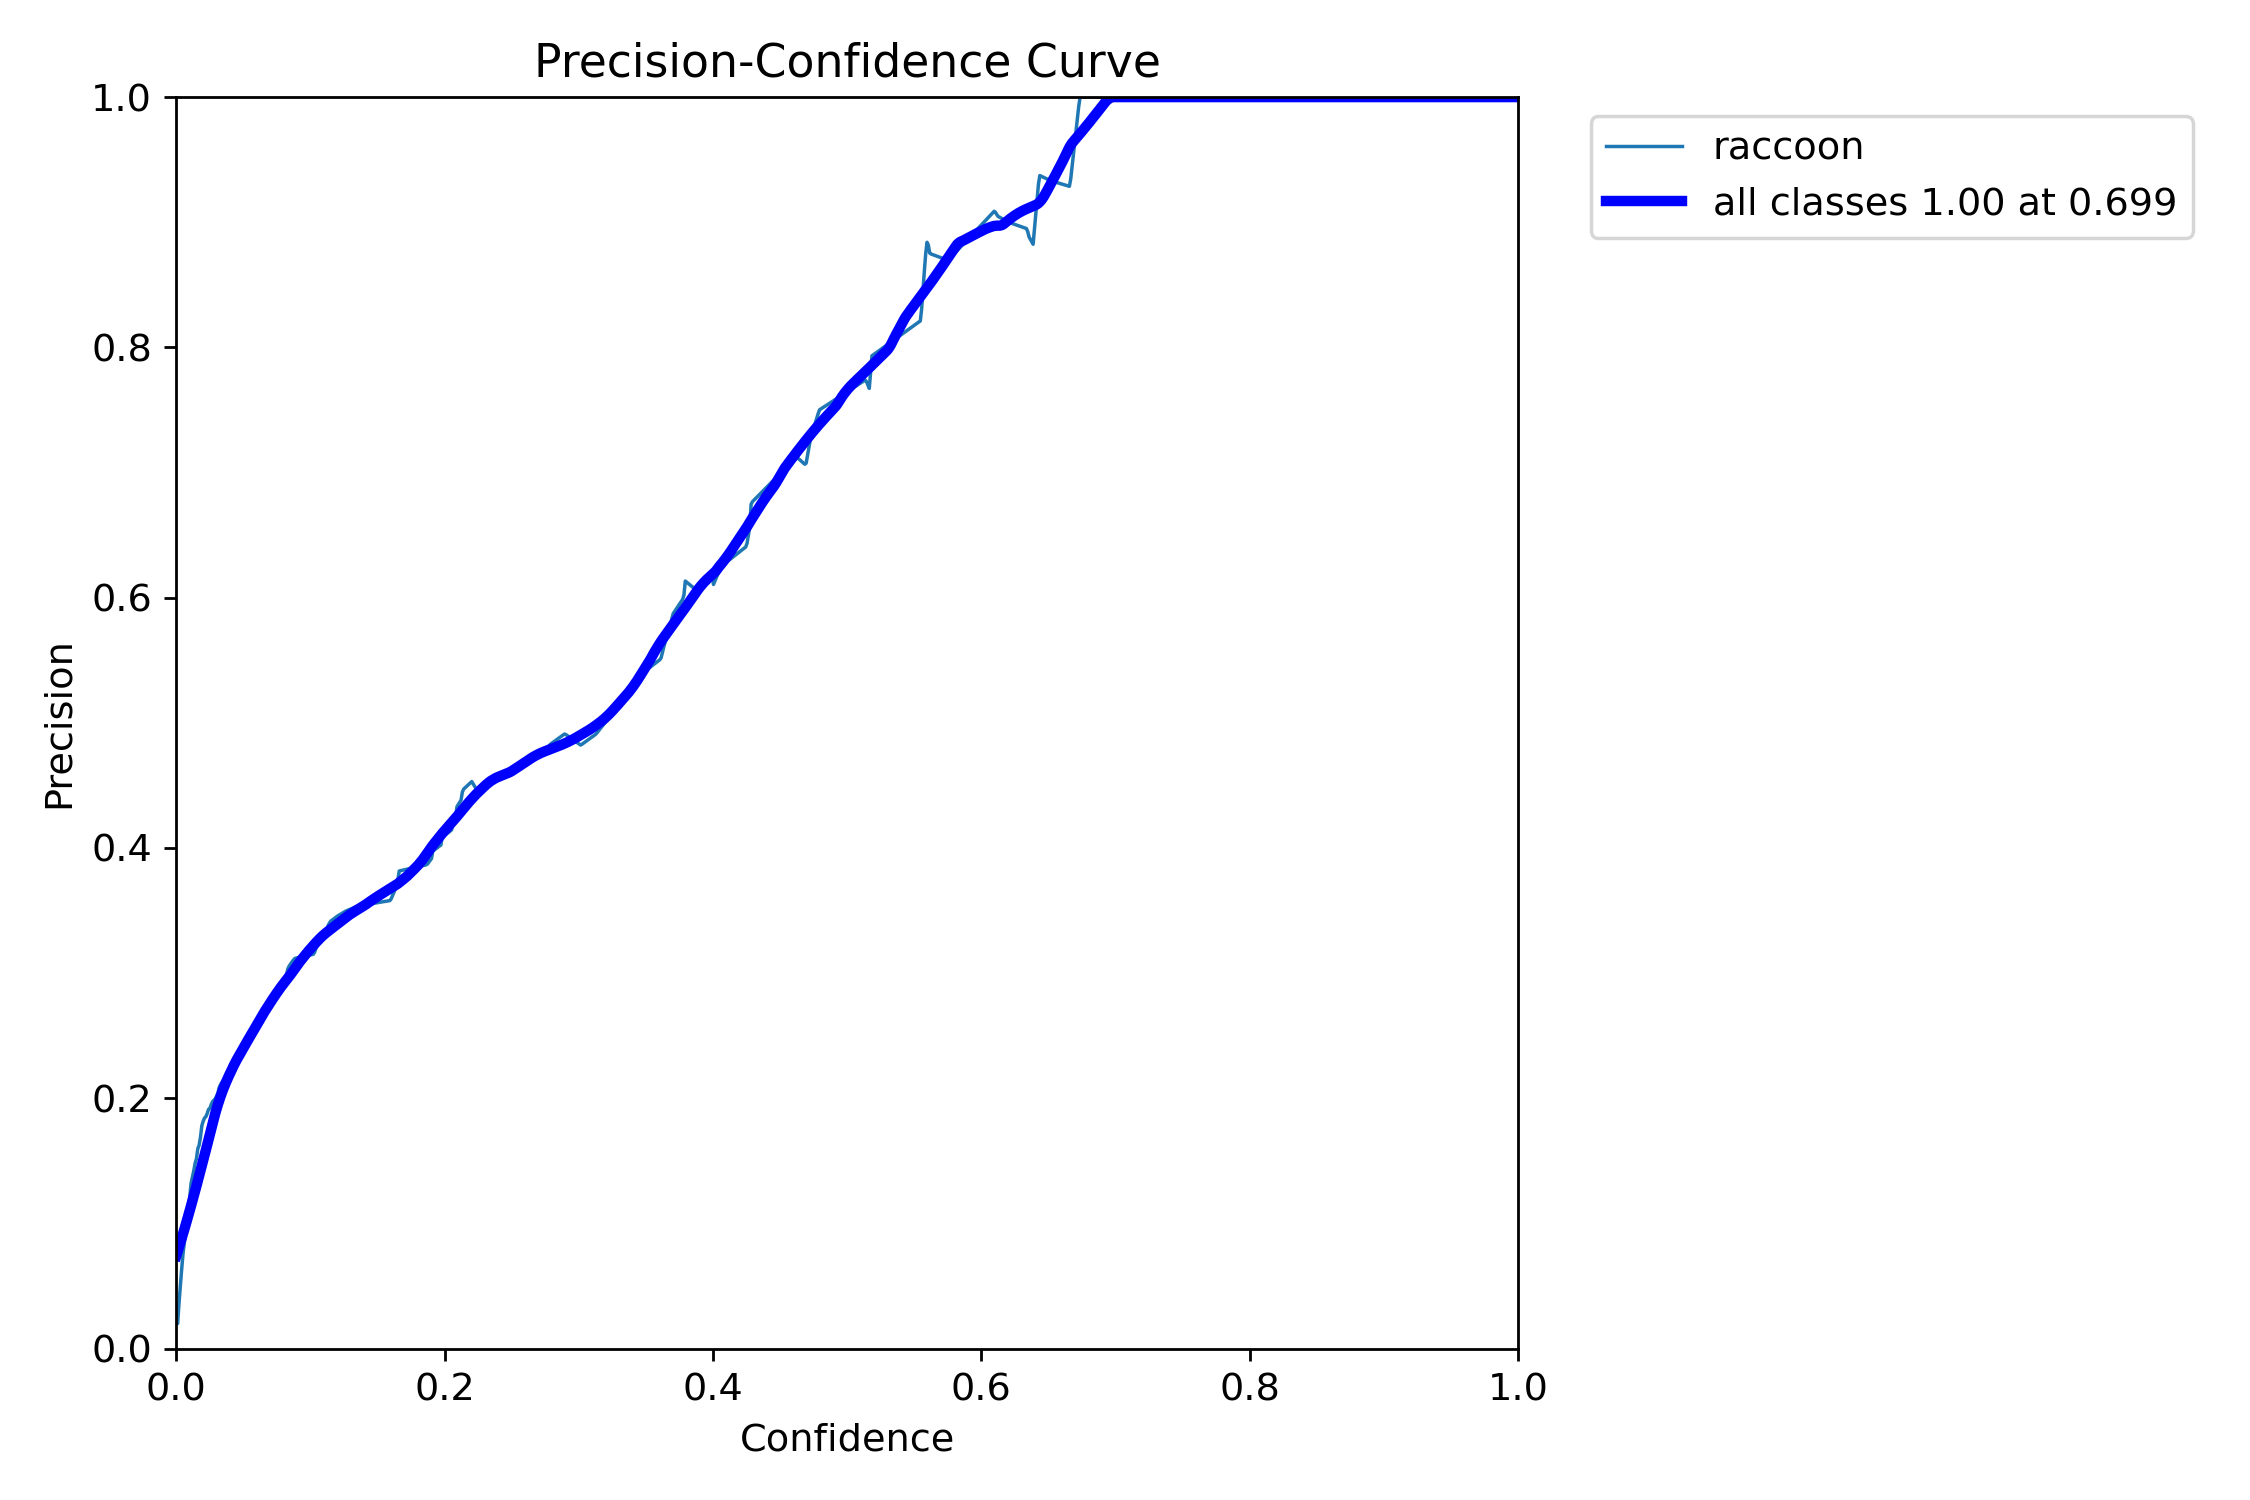 Precision-Confidence Curve
1.0
0.8
0.6
0.4
0.2
0.0
Precision
0.0 0.2 0.4 0.6 0.8 1.0
Confidence
raccoon
all classes 1.00 at 0.699